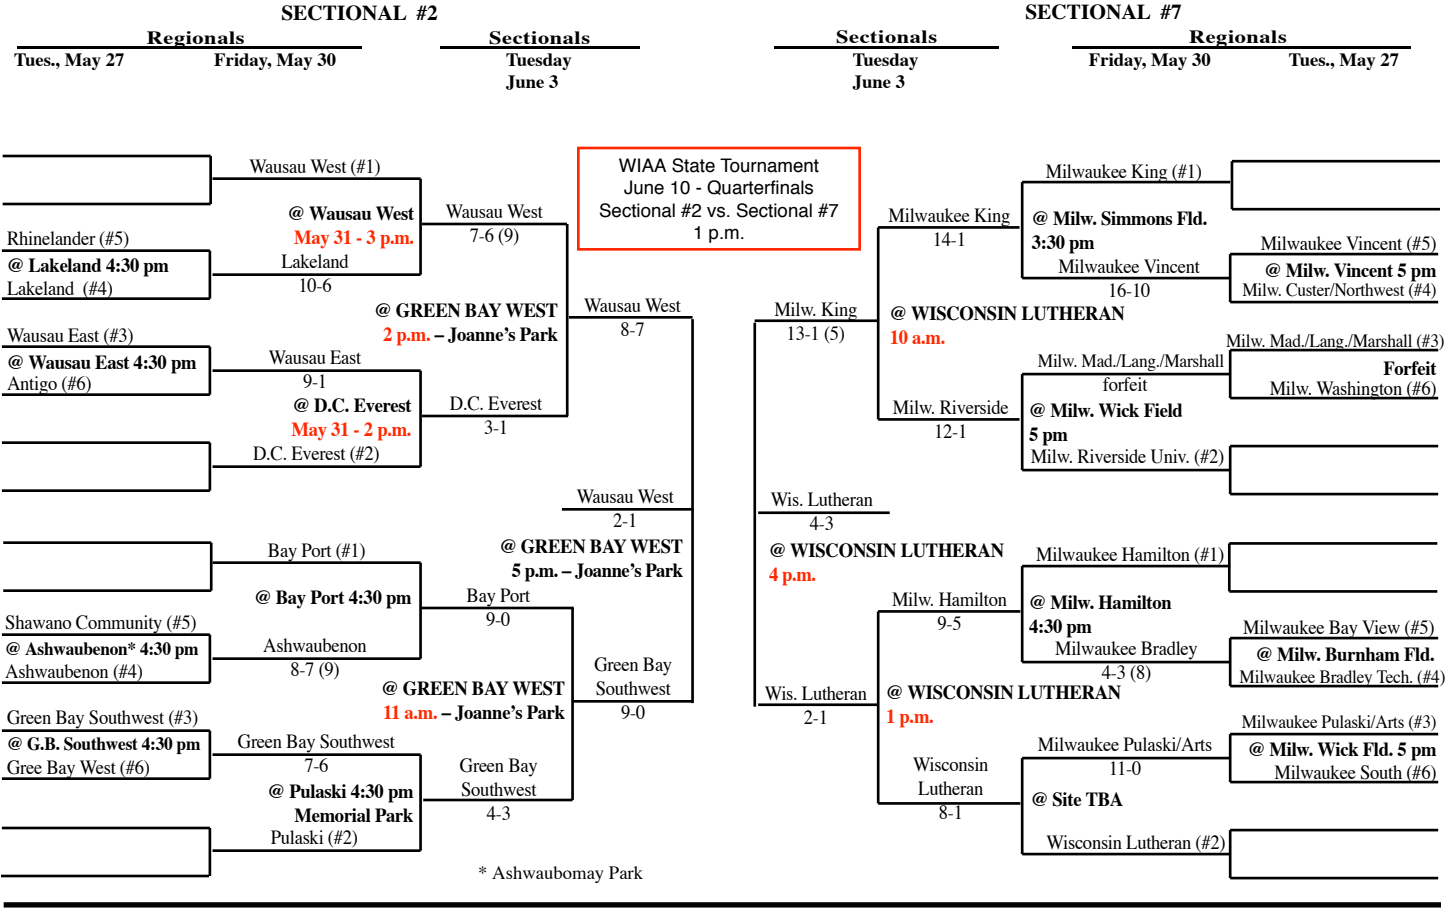 SECTIONAL #2
Regionals
Sectionals
Tues., May 27
Friday, May 30
Tuesday
June 3
Wausau West (#1)
@ Wausau West
May 31 - 3 p.m.
Rhinelander (#5)
@ Lakeland 4:30 pm
Lakeland (#4)
Lakeland
10-6
Wausau West
7-6 (9)
@ GREEN BAY WEST
2 p.m. – Joanne's Park
Wausau East (#3)
@ Wausau East 4:30 pm
Antigo (#6)
Wausau East
9-1
@ D.C. Everest
May 31 - 2 p.m.
D.C. Everest (#2)
D.C. Everest
3-1
Wausau West
8-7
Wausau West
2-1
@ GREEN BAY WEST
5 p.m. – Joanne's Park
Bay Port (#1)
@ Bay Port 4:30 pm
Shawano Community (#5)
@ Ashwaubenon* 4:30 pm
Ashwaubenon (#4)
Ashwaubenon
8-7 (9)
Bay Port
9-0
@ GREEN BAY WEST
11 a.m. – Joanne's Park
Green Bay
Southwest
9-0
Green Bay Southwest (#3)
@ G.B. Southwest 4:30 pm
Gree Bay West (#6)
Green Bay Southwest
7-6
@ Pulaski 4:30 pm
Memorial Park
Pulaski (#2)
Green Bay
Southwest
4-3
* Ashwaubomay Park
WIAA State Tournament
June 10 - Quarterfinals
Sectional #2 vs. Sectional #7
1 p.m.
SECTIONAL #7
Sectionals
Regionals
Tuesday
June 3
Friday, May 30
Tues., May 27
Milwaukee King (#1)
Milwaukee King
14-1
@ Milw. Simmons Fld.
3:30 pm
Milwaukee Vincent
16-10
Milwaukee Vincent (#5)
@ Milw. Vincent 5 pm
Milw. Custer/Northwest (#4)
Milw. King
13-1 (5)
@ WISCONSIN LUTHERAN
10 a.m.
Milw. Mad./Lang./Marshall (#3)
Forfeit
Milw. Washington (#6)
Milw. Mad./Lang./Marshall
forfeit
@ Milw. Wick Field
5 pm
Milw. Riverside Univ. (#2)
Milw. Riverside
12-1
Wis. Lutheran
4-3
@ WISCONSIN LUTHERAN
4 p.m.
Milwaukee Hamilton (#1)
Milw. Hamilton
9-5
@ Milw. Hamilton
4:30 pm
Milwaukee Bradley
4-3 (8)
Milwaukee Bay View (#5)
@ Milw. Burnham Fld.
Milwaukee Bradley Tech. (#4)
Wis. Lutheran
2-1
@ WISCONSIN LUTHERAN
1 p.m.
Milwaukee Pulaski/Arts (#3)
@ Milw. Wick Fld. 5 pm
Milwaukee South (#6)
Milwaukee Pulaski/Arts
11-0
Wisconsin
Lutheran
8-1
@ Site TBA
Wisconsin Lutheran (#2)